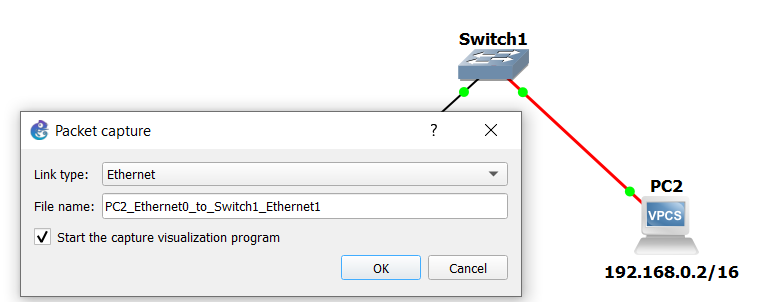 Switch1
Packet capture
Link type: Ethernet
File name: PC2_Ethernet0_to_Switch1_Ethernet1
Start the capture visualization program
OK Cancel
PC2
VPCS
192.168.0.2/16